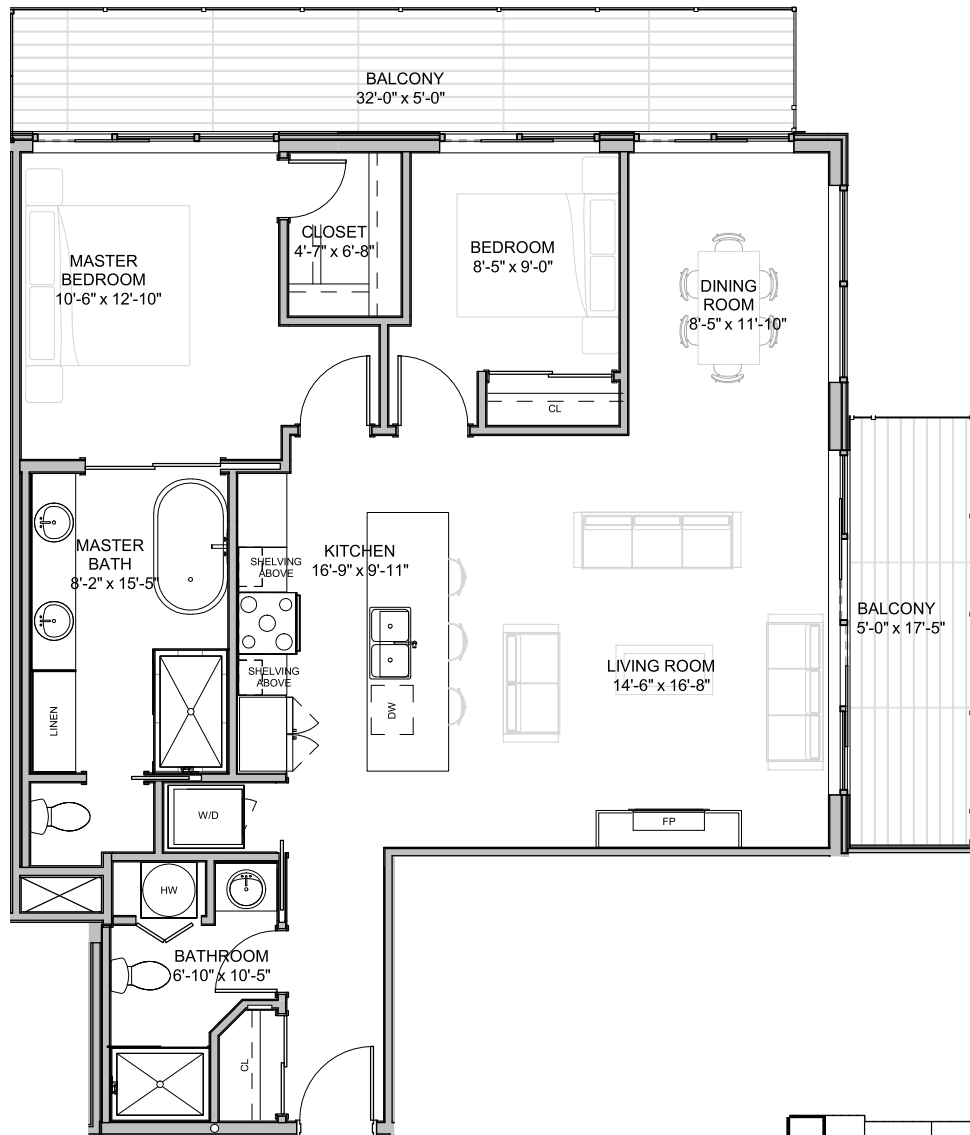 BALCONY
32'-0" x 5'-0"
CLOSET
4'-7" x 6'-8"
MASTER
BEDROOM
10'-6" x 12'-10"
BEDROOM
8'-5" x 9'-0"
DINING
ROOM
8'-5" x 11'-10"
CL
MASTER
BATH
8'-2" x 15'-5"
KITCHEN
16'-9" x 9'-11"
SHELVING
ABOVE
BALCONY
5'-0" x 17'-5"
LIVING ROOM
14'-6" x 16'-8"
SHELVING
ABOVE
LINEN
DW
W/D
FP
HW
BATHROOM
6'-10" x 10'-5"
CL